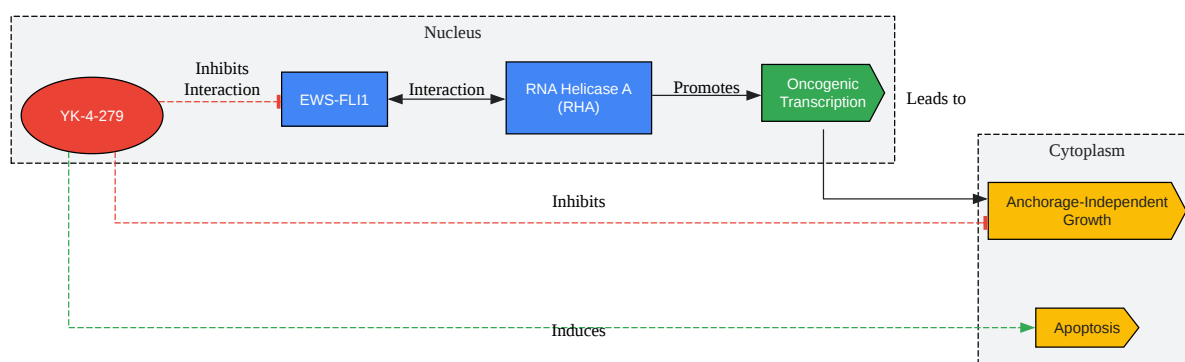 Nucleus
Inhibits
Interaction
YK-4-279
EWS-FLI1
Interaction
RNA Helicase A
(RHA)
Promotes
Oncogenic
Transcription
Leads to
Cytoplasm
Inhibits
Anchorage-Independent
Growth
Induces
Apoptosis